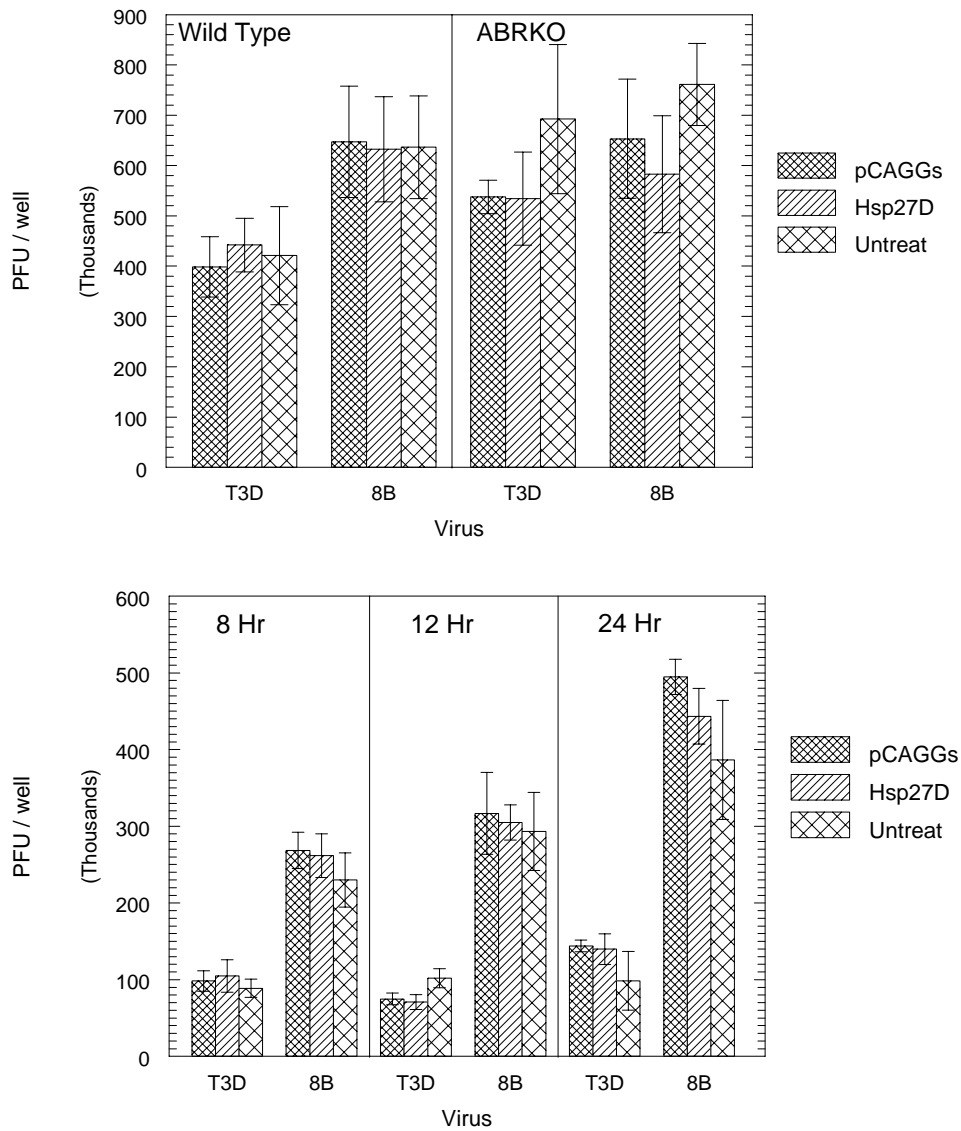 900
800
700
600
500
400
300
200
100
0
PFU / well
(Thousands)
Wild Type
ABRKO
T3D
8B
T3D
8B
Virus
pCAGGs
Hsp27D
Untreat
600
500
400
300
200
100
0
PFU / well
(Thousands)
8 Hr
12 Hr
24 Hr
T3D
8B
T3D
8B
T3D
8B
Virus
pCAGGs
Hsp27D
Untreat